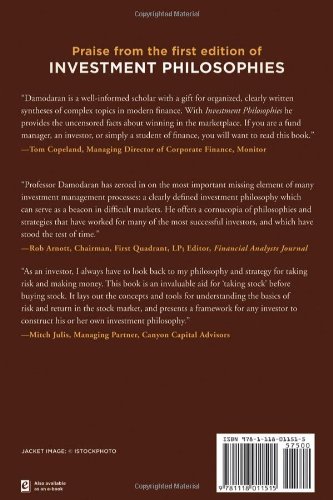 Praise from the first edition of
INVESTMENT PHILOSOPHIES
“Damodaran is a well-informed scholar with a gift for organized, clearly written
syntheses of complex topics in modern finance. With Investment Philosophies he
provides the uncensored facts about winning in the marketplace. If you are a fund
manager, an investor, or simply a student of finance, you will want to read this book.”
—Tom Copeland, Managing Director of Corporate Finance, Monitor
“Professor Damodaran has zeroed in on the most important missing element of many
investment management processes: a clearly defined investment philosophy which
can serve as a beacon in difficult markets. He offers a cornucopia of philosophies and
strategies that have worked for many of the most successful investors, and which have
stood the test of time.”
—Rob Arnott, Chairman, First Quadrant, LP; Editor, Financial Analysts Journal
“As an investor, I always have to look back to my philosophy and strategy for taking
risk and making money. This book is an invaluable aid for ‘taking stock’ before
buying stock. It lays out the concepts and tools for understanding the basics of
risk and return in the stock market, and presents a framework for any investor to
construct his or her own investment philosophy.”
—Mitch Julis, Managing Partner, Canyon Capital Advisors
JACKET IMAGE: © ISTOCKPHOTO
e
Also available
as an e-book
ISBN 978-1-118-01151-5
57500
9 781118 011515